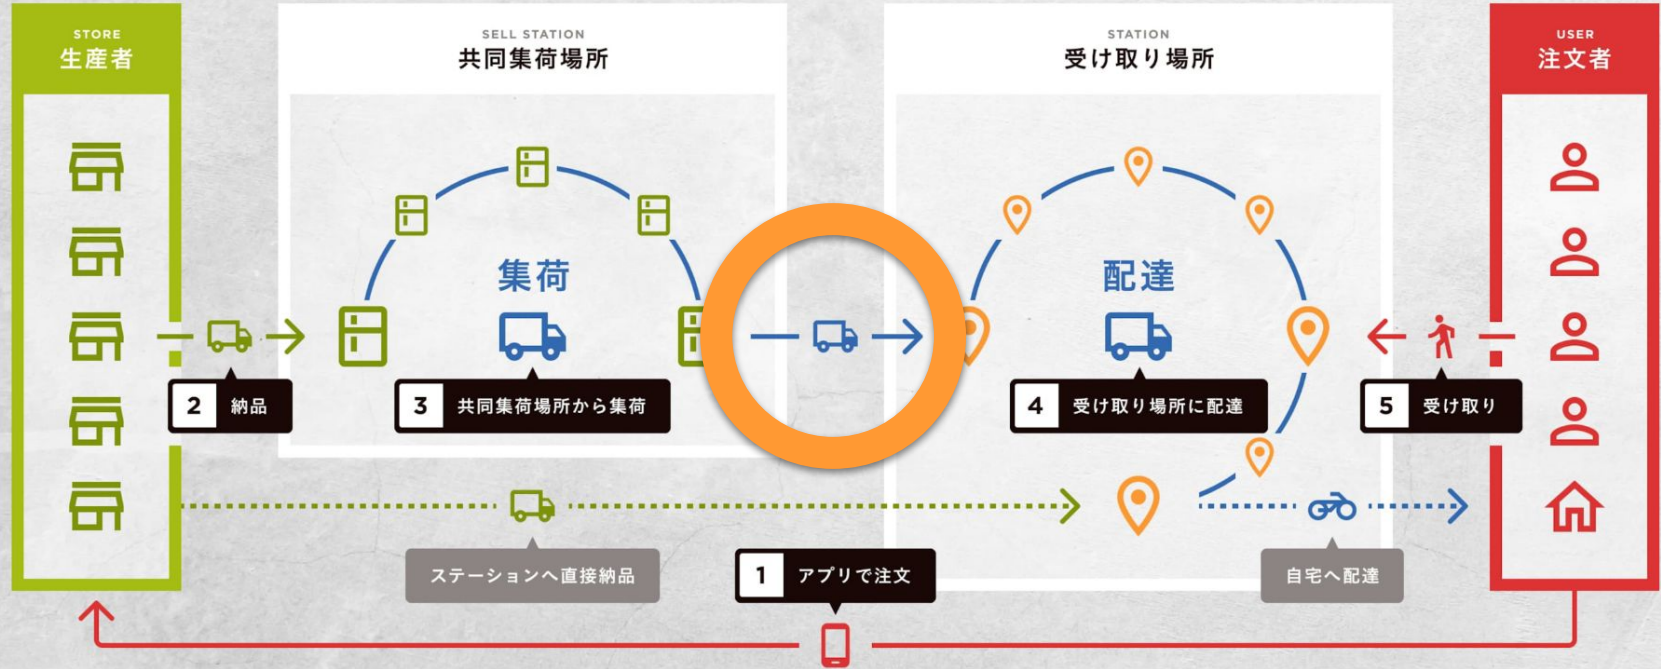 STORE
生産者
SELL STATION
共同集荷場所
STATION
受け取り場所
USER
注文者
集荷
配達
2 納品
3 共同集荷場所から集荷
4 受け取り場所に配達
5 受け取り
ステーションへ直接納品
1 アプリで注文
自宅へ配達